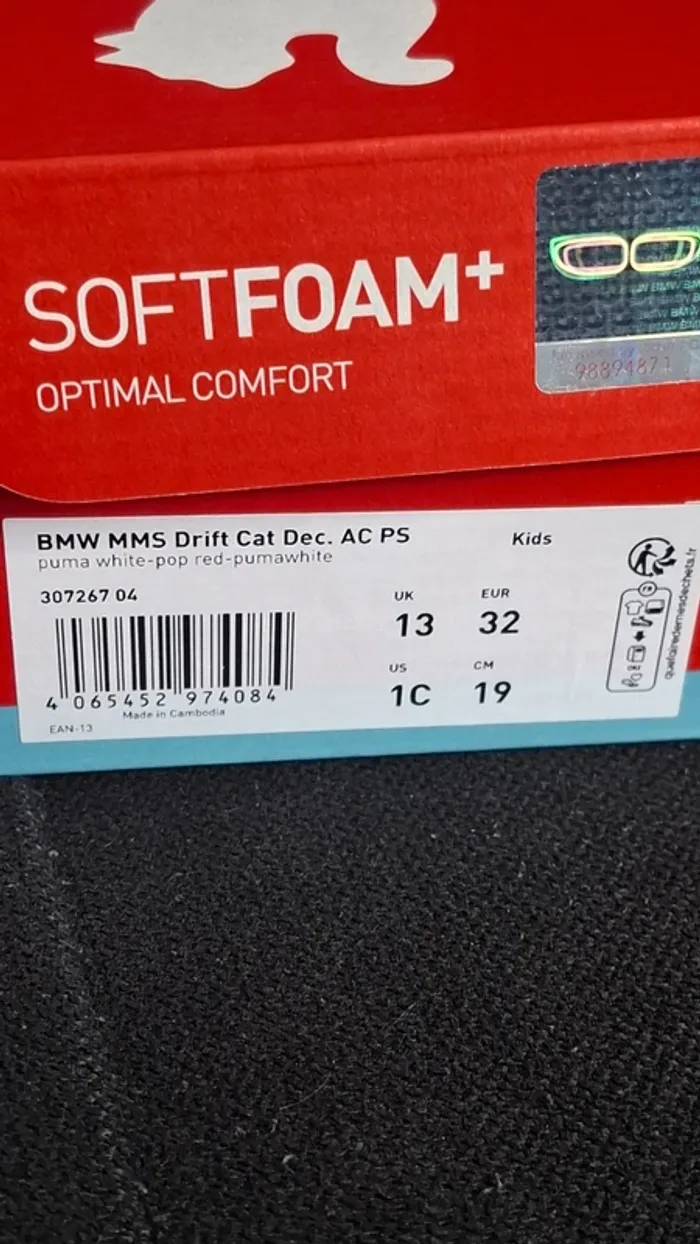 SOFTFOAM+
OPTIMAL COMFORT
98894871
BMW MMS Drift Cat Dec. AC PS
Kids
puma white-pop red-pumawhite
307267 04
UK
EUR
13
32
US
CM
1C
19
4 065452 974084
Made in Cambodia
EAN-13
FR
quefairedemesdechets.fr